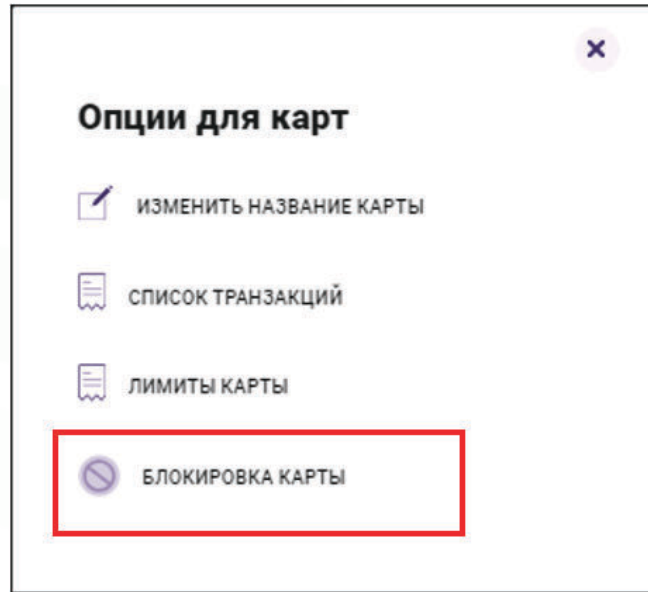 Опции для карт
ИЗМЕНИТЬ НАЗВАНИЕ КАРТЫ
СПИСОК ТРАНЗАКЦИЙ
ЛИМИТЫ КАРТЫ
БЛОКИРОВКА КАРТЫ